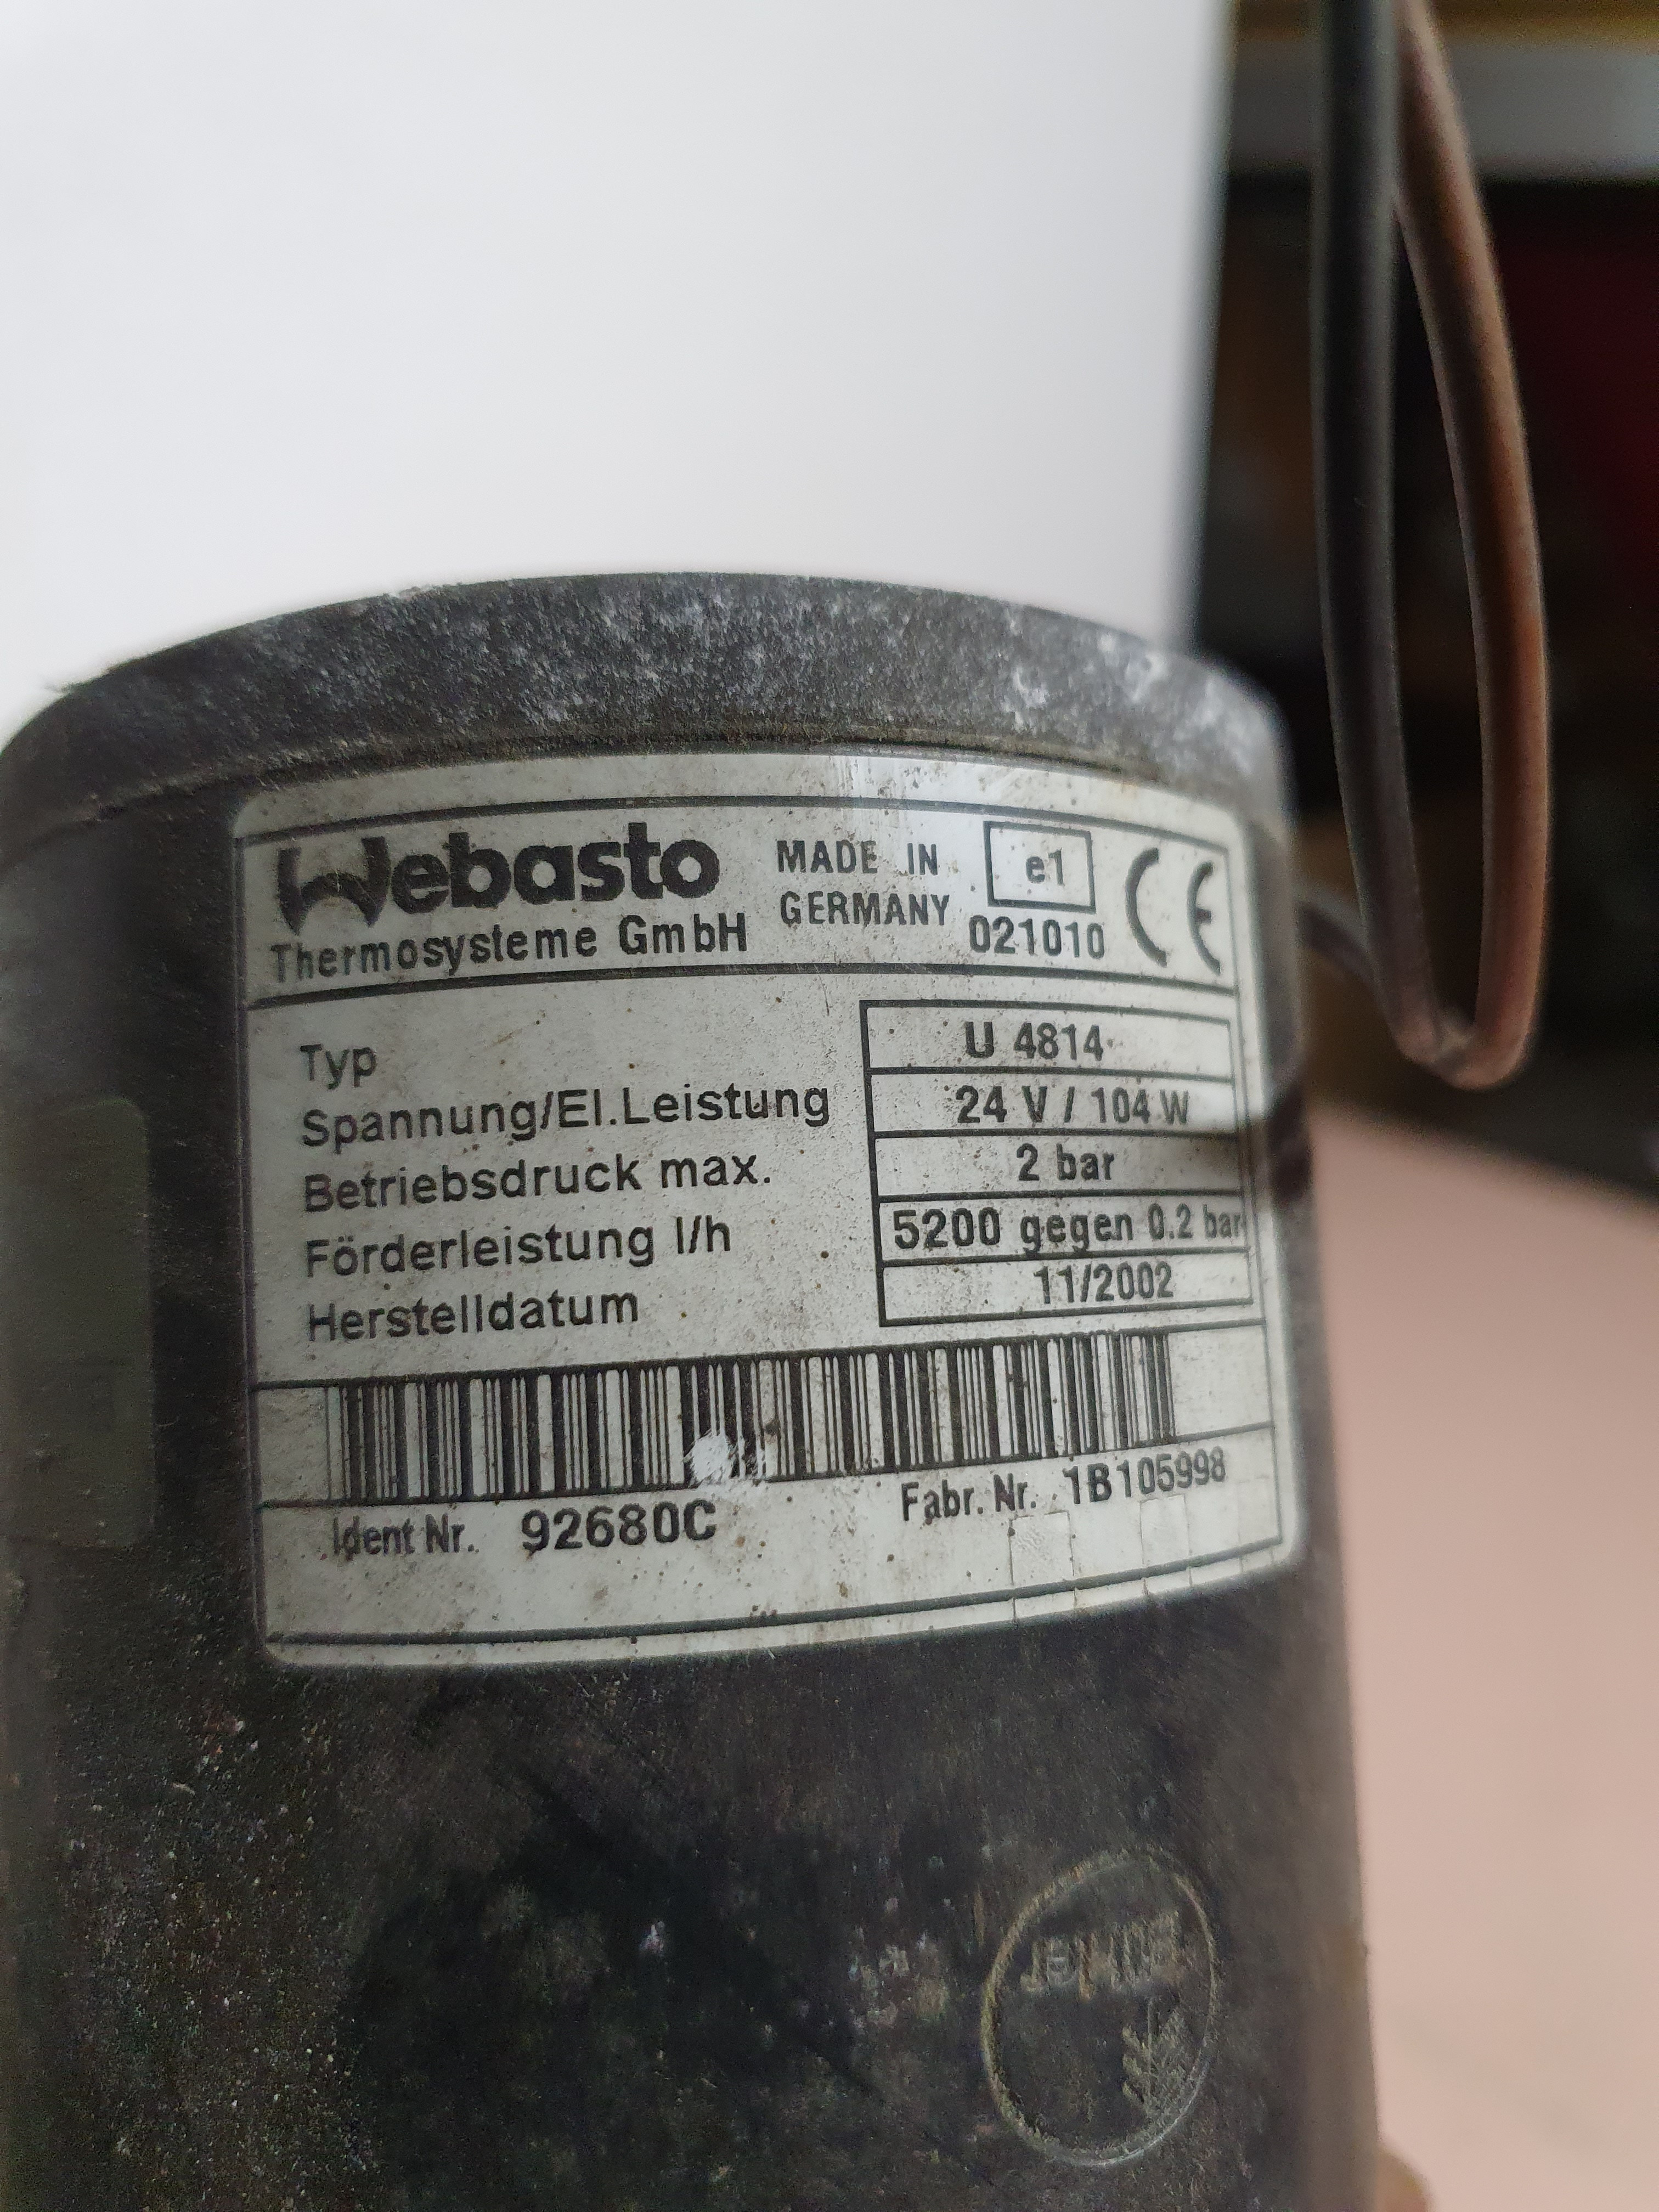 Webasto
Thermosysteme GmbH
MADE IN
GERMANY
e1
021010
CE
Typ U 4814
Spannung/El.Leistung 24 V / 104 W
Betriebsdruck max. 2 bar
Förderleistung l/h 5200 gegen 0.2 bar
Herstelldatum 11/2002
Ident Nr. 92680C Fabr. Nr. 1B105998